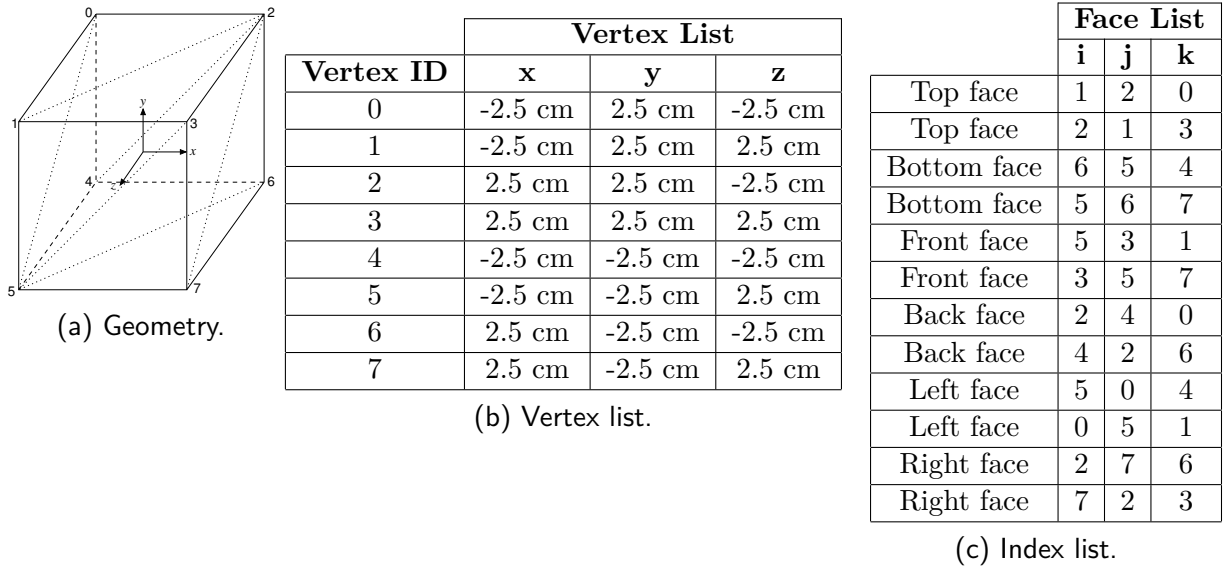 0
2
y
1
3
x
z
4
6
5
7
(a) Geometry.
Vertex List
Vertex ID x y z
0 -2.5 cm 2.5 cm -2.5 cm
1 -2.5 cm 2.5 cm 2.5 cm
2 2.5 cm 2.5 cm -2.5 cm
3 2.5 cm 2.5 cm 2.5 cm
4 -2.5 cm -2.5 cm -2.5 cm
5 -2.5 cm -2.5 cm 2.5 cm
6 2.5 cm -2.5 cm -2.5 cm
7 2.5 cm -2.5 cm 2.5 cm
(b) Vertex list.
Face List
i j k
Top face 1 2 0
Top face 2 1 3
Bottom face 6 5 4
Bottom face 5 6 7
Front face 5 3 1
Front face 3 5 7
Back face 2 4 0
Back face 4 2 6
Left face 5 0 4
Left face 0 5 1
Right face 2 7 6
Right face 7 2 3
(c) Index list.